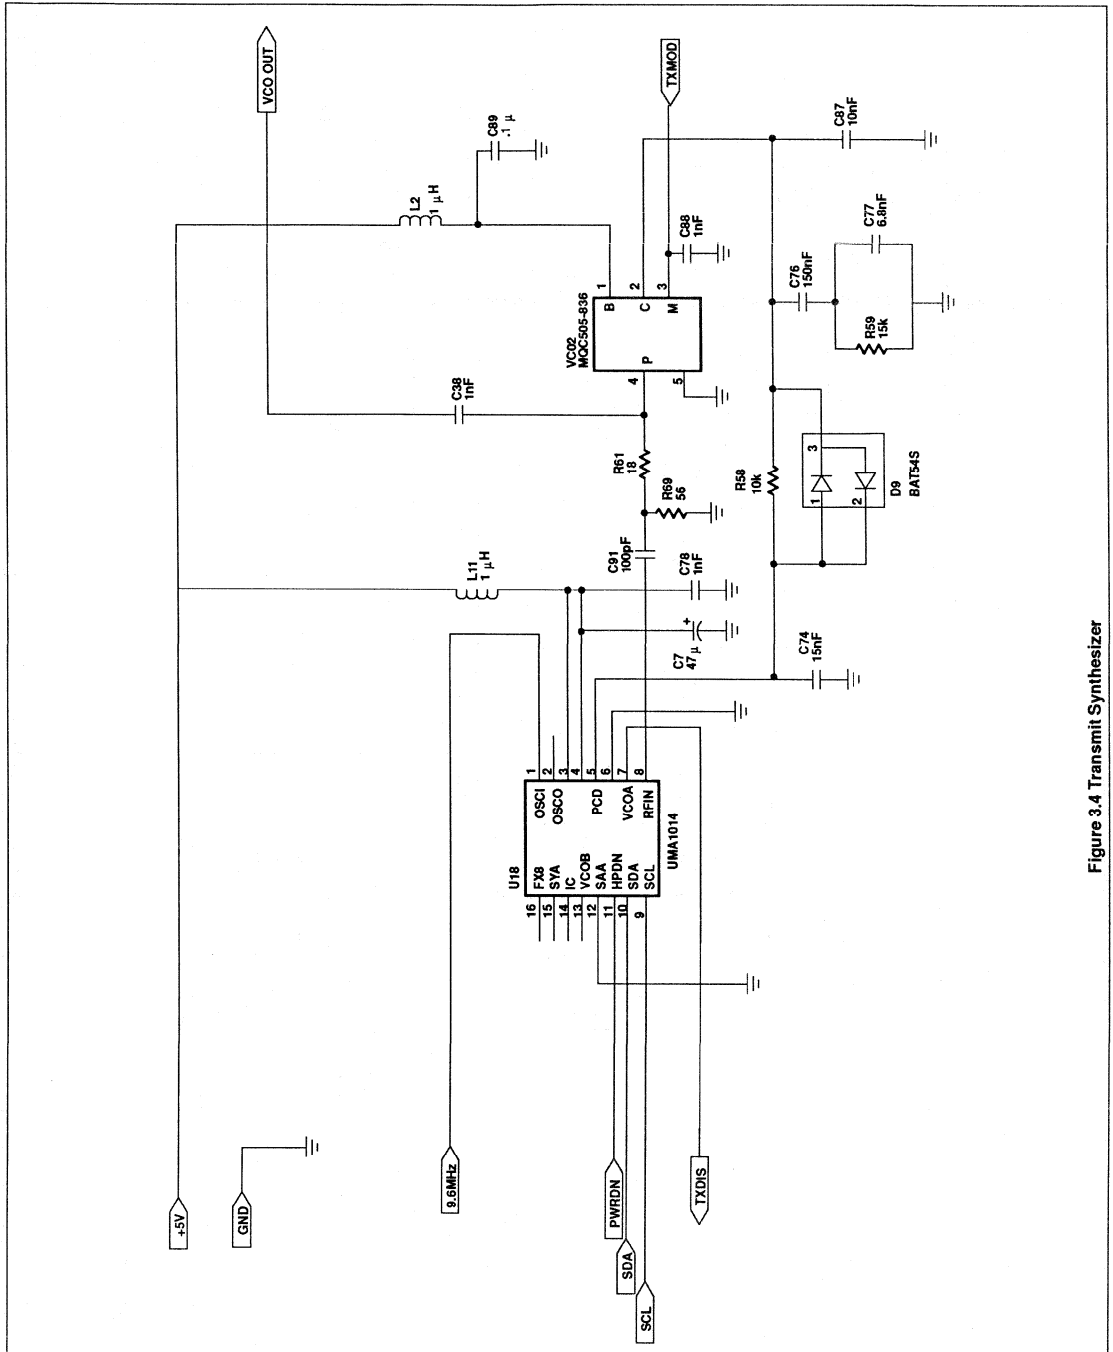 VCO OUT
TXMOD
C89
.1 µ
C87
10nF
L2
1 µH
C88
1nF
C77
6.8nF
C76
150nF
R59
15k
VC02
MQC505-836
B
C
M
P
1
2
3
4
5
C38
1nF
R61
18
R69
56
R58
10k
3
1
2
D9
BAT54S
L11
1 µH
C91
100pF
C78
1nF
+
C7
47 µ
C74
15nF
U18
UMA1014
1
2
3
4
5
6
7
8
OSCI
OSCO
PCD
VCOA
RFIN
FX8
SYA
IC
VCOB
SAA
HPDN
SDA
SCL
16
15
14
13
12
11
10
9
+5V
GND
9.6MHz
PWRDN
SDA
SCL
TXDIS
Figure 3.4 Transmit Synthesizer